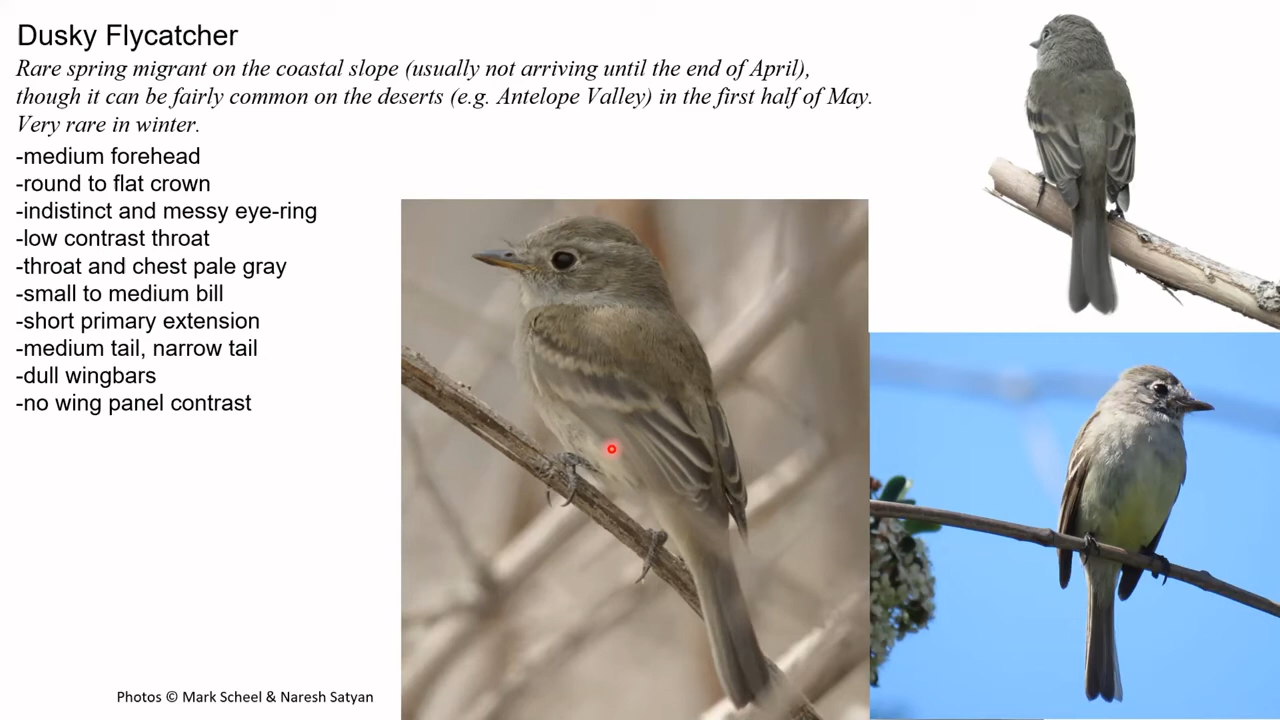 Dusky Flycatcher
Rare spring migrant on the coastal slope (usually not arriving until the end of April),
though it can be fairly common on the deserts (e.g. Antelope Valley) in the first half of May.
Very rare in winter.
-medium forehead
-round to flat crown
-indistinct and messy eye-ring
-low contrast throat
-throat and chest pale gray
-small to medium bill
-short primary extension
-medium tail, narrow tail
-dull wingbars
-no wing panel contrast
Photos © Mark Scheel & Naresh Satyan